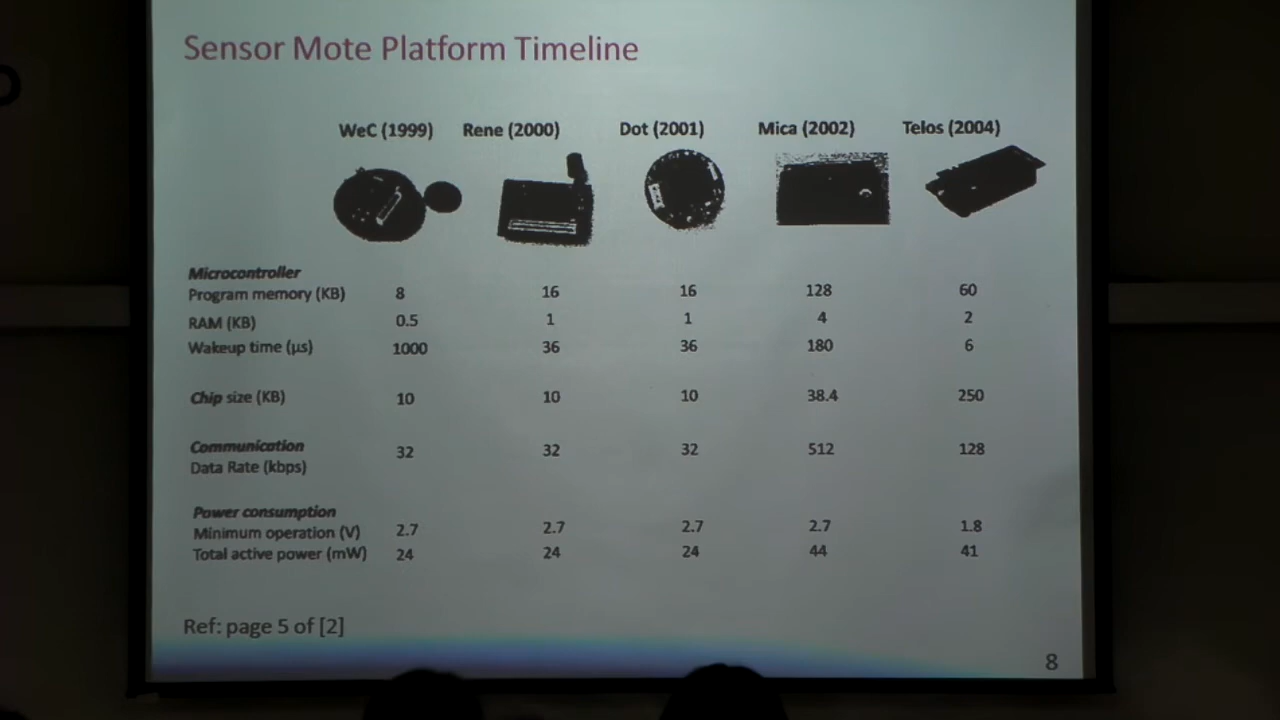 Sensor Mote Platform Timeline
WeC (1999) Rene (2000) Dot (2001) Mica (2002) Telos (2004)
Microcontroller
Program memory (KB) 8 16 16 128 60
RAM (KB) 0.5 1 1 4 2
Wakeup time (μs) 1000 36 36 180 6
Chip size (KB) 10 10 10 38.4 250
Communication
Data Rate (kbps) 32 32 32 512 128
Power consumption
Minimum operation (V) 2.7 2.7 2.7 2.7 1.8
Total active power (mW) 24 24 24 44 41
Ref: page 5 of [2]
8